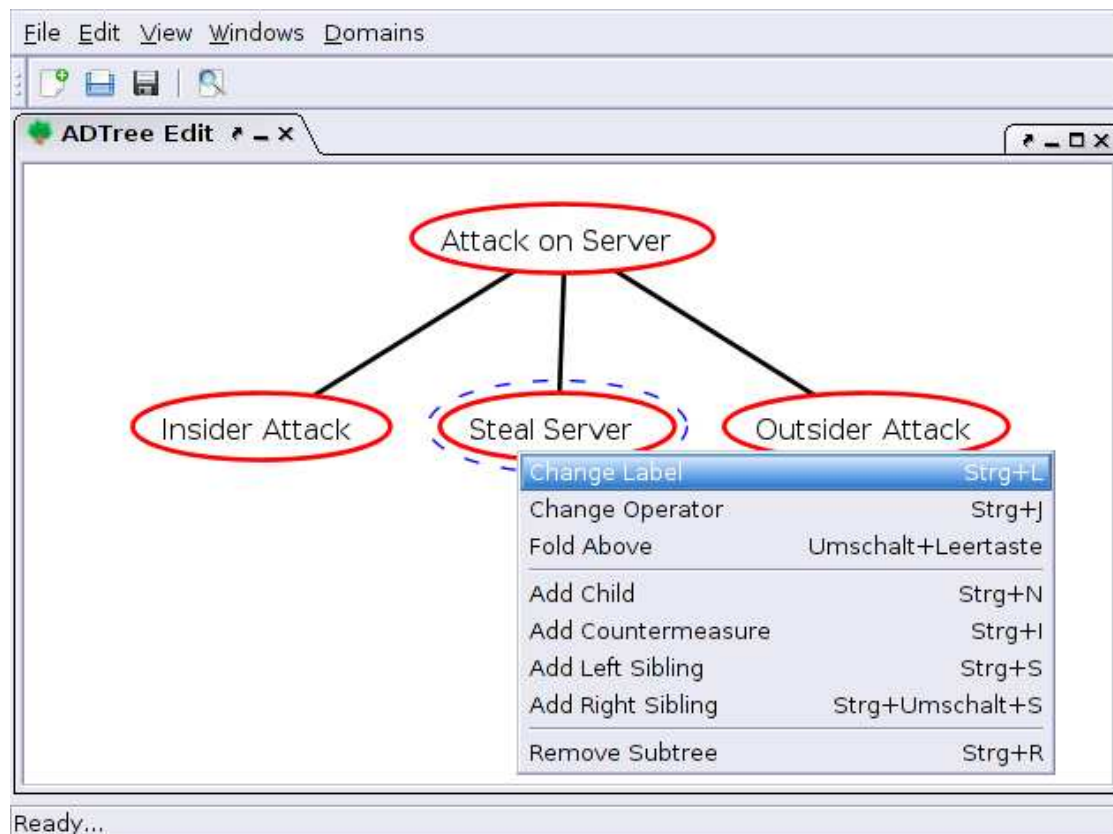 File Edit View Windows Domains
ADTree Edit
Attack on Server
Insider Attack
Steal Server
Outsider Attack
Change Label Strg+L
Change Operator Strg+J
Fold Above Umschalt+Leertaste
Add Child Strg+N
Add Countermeasure Strg+I
Add Left Sibling Strg+S
Add Right Sibling Strg+Umschalt+S
Remove Subtree Strg+R
Ready...